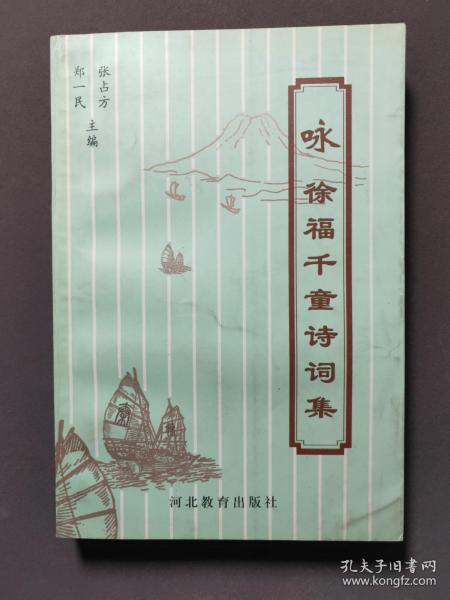 咏徐福千童诗词集
张占方
郑一民
主编
河北教育出版社
孔夫子旧书网
www.kongfz.com